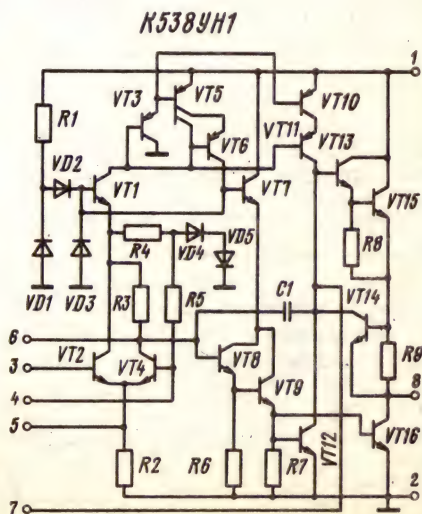 К538УН1
1
VT3
VT5
VT10
R1
VT11
VT13
VT6
VD2
VT1
VT7
VT15
R4
VD5
R8
VD4
VD1
VD3
R3
R5
C1
VT14
6
VT8
R9
3
VT2
VT4
VT9
8
4
5
VT12
VT16
R2
R6
R7
2
7